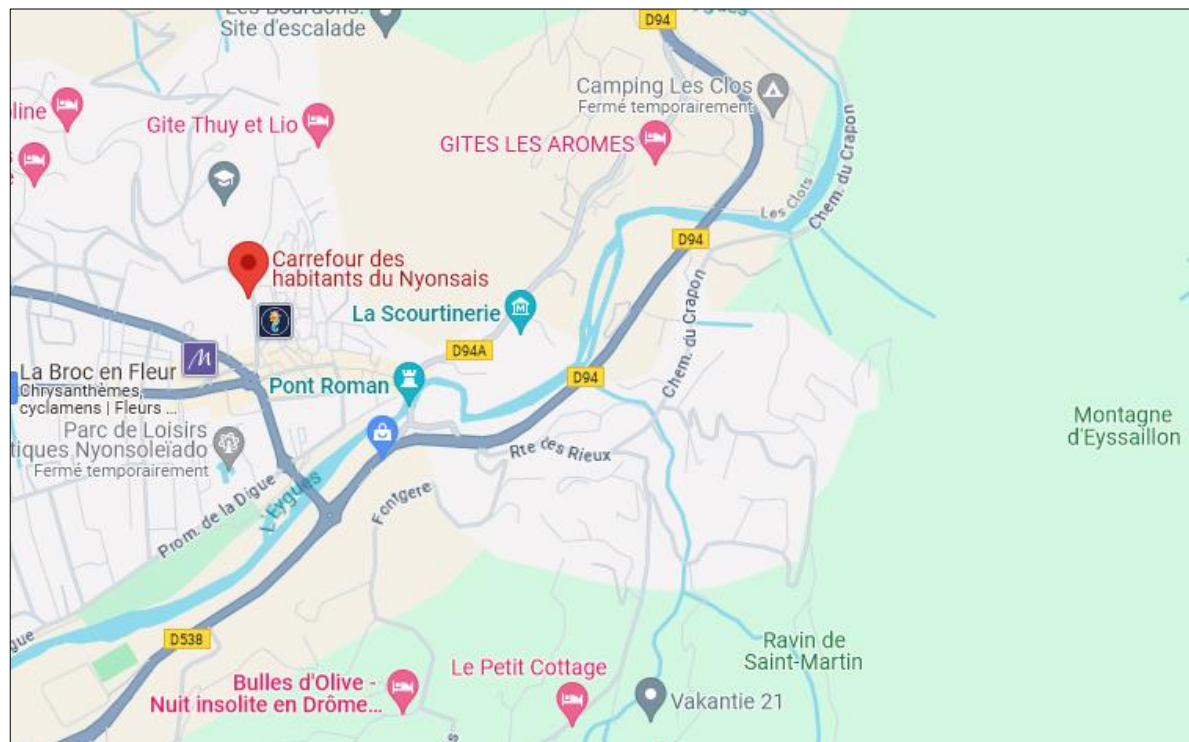 Les Bourdons:
Site d'escalade
D94
Camping Les Clos
Fermé temporairement
Gite Thuy et Lio
GITES LES AROMES
Chem. du Crapon
Les Clots
D94
Carrefour des
habitants du Nyonsais
Chem. du Crapon
La Scourtinerie
D94A
La Broc en Fleur
Chrysanthèmes,
cyclamens | Fleurs ...
Pont Roman
D94
Parc de Loisirs
tiques Nyonsoleïado
Fermé temporairement
Montagne
d'Eyssaillon
Rte des Rieux
L'Eygues
Prom. de la Digue
Fontgere
D538
Ravin de
Saint-Martin
Bulles d'Olive -
Nuit insolite en Drôme...
Le Petit Cottage
Vakantie 21